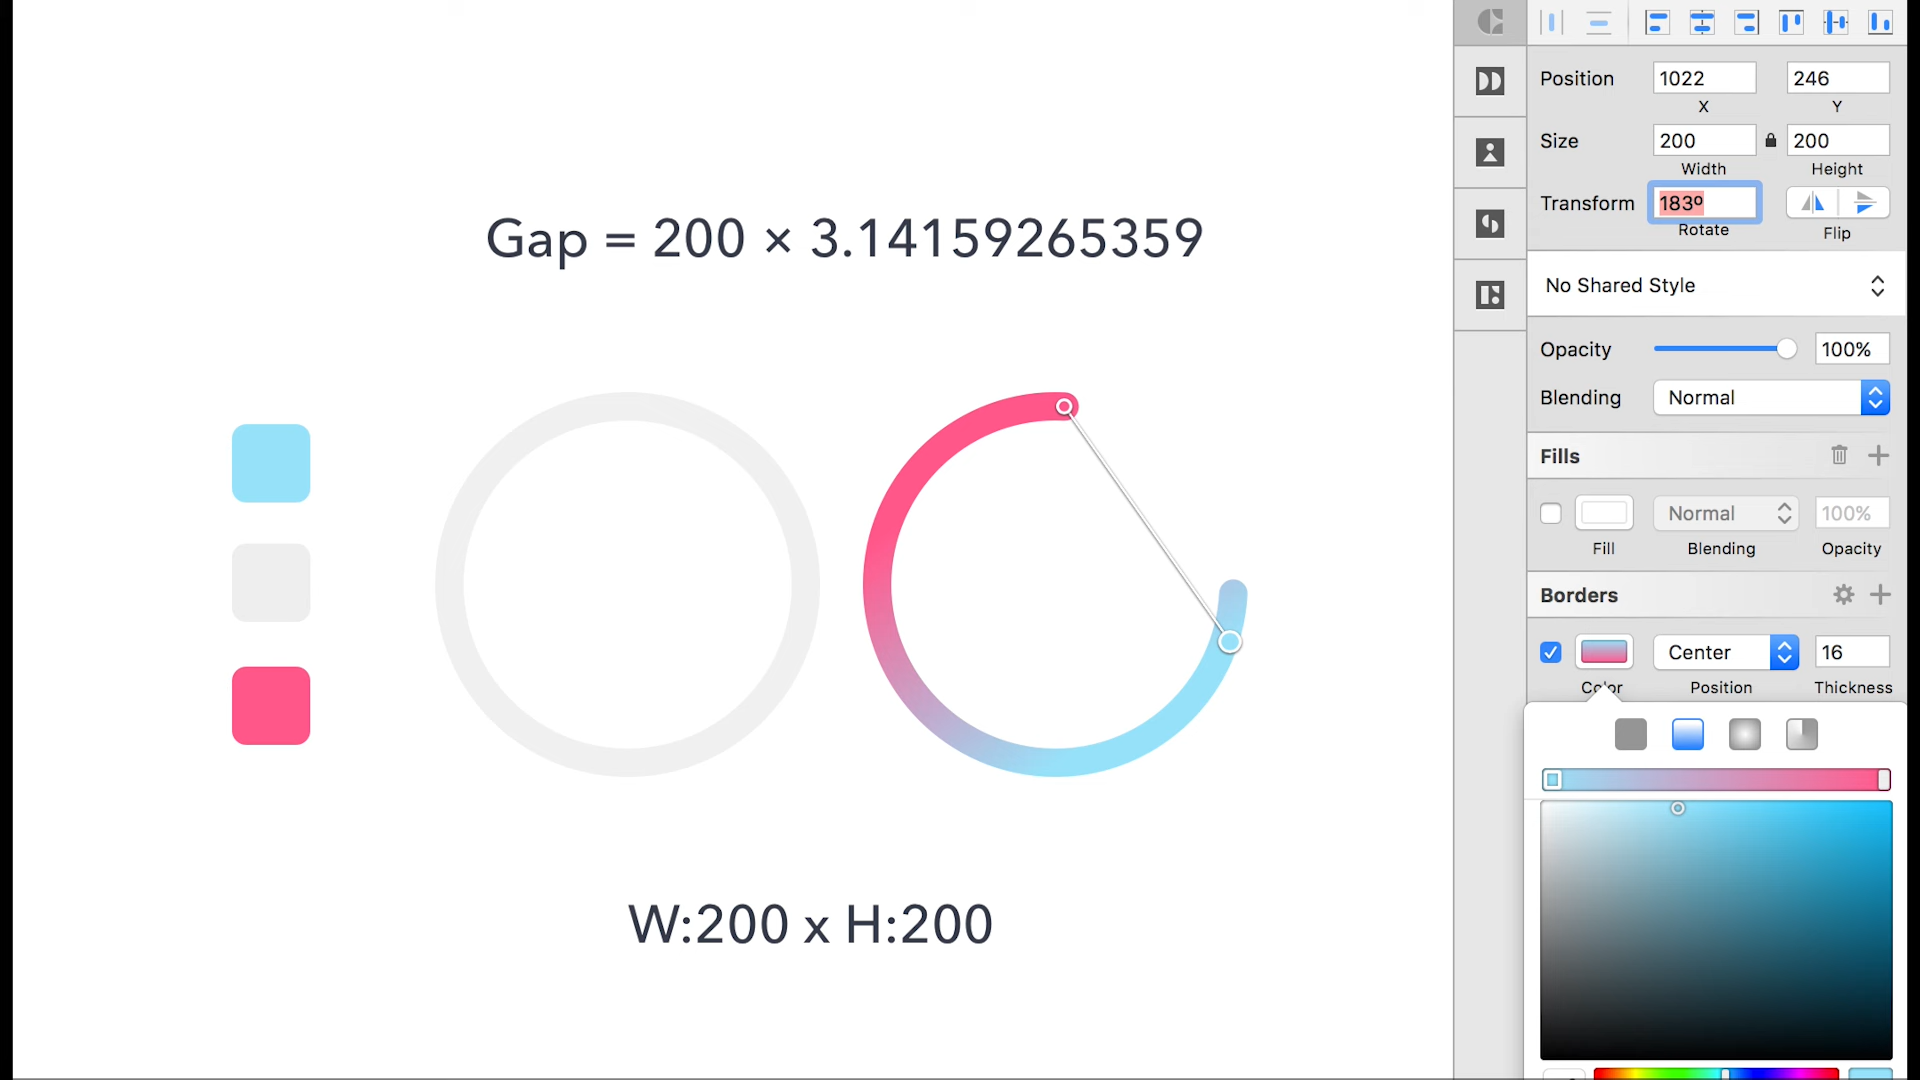 Gap = 200 × 3.14159265359
W:200 x H:200
Position 1022 246
X Y
Size 200 200
Width Height
Transform 183º
Rotate Flip
No Shared Style
Opacity 100%
Blending Normal
Fills
Normal 100%
Fill Blending Opacity
Borders
Center 16
Color Position Thickness